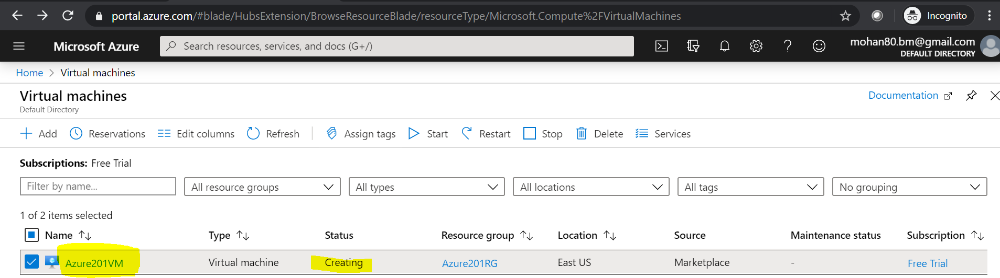 portal.azure.com/#blade/HubsExtension/BrowseResourceBlade/resourceType/Microsoft.Compute%2FVirtualMachines Incognito
Microsoft Azure Search resources, services, and docs (G+/) mohan80.bm@gmail.com
DEFAULT DIRECTORY
Home > Virtual machines
Virtual machines Documentation
Default Directory
Add Reservations Edit columns Refresh Assign tags Start Restart Stop Delete Services
Subscriptions: Free Trial
Filter by name... All resource groups All types All locations All tags No grouping
1 of 2 items selected
Name Type Status Resource group Location Source Maintenance status Subscription
Azure201VM Virtual machine Creating Azure201RG East US Marketplace - Free Trial